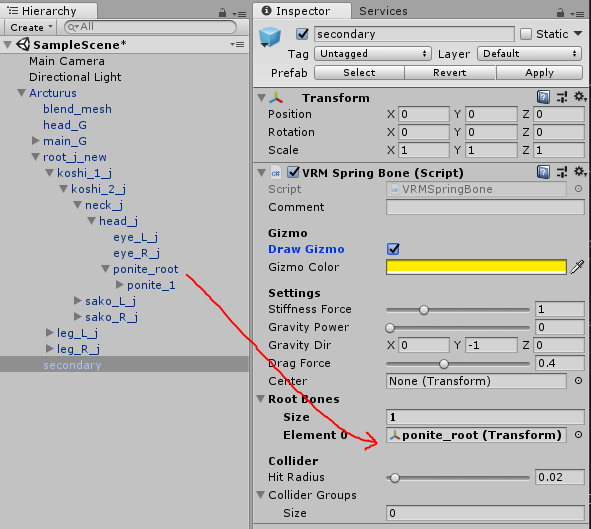 Hierarchy
Create
All
SampleScene*
Main Camera
Directional Light
Arcturus
blend_mesh
head_G
main_G
root_j_new
koshi_1_j
koshi_2_j
neck_j
head_j
eye_L_j
eye_R_j
ponite_root
ponite_1
sako_L_j
sako_R_j
leg_L_j
leg_R_j
secondary
Inspector Services
secondary Static
Tag Untagged Layer Default
Prefab Select Revert Apply
Transform
Position X 0 Y 0 Z 0
Rotation X 0 Y 0 Z 0
Scale X 1 Y 1 Z 1
VRM Spring Bone (Script)
Script VRMSpringBone
Comment
Gizmo
Draw Gizmo
Gizmo Color
Settings
Stiffness Force 1
Gravity Power 0
Gravity Dir X 0 Y -1 Z 0
Drag Force 0.4
Center None (Transform)
Root Bones
Size 1
Element 0 ponite_root (Transform)
Collider
Hit Radius 0.02
Collider Groups
Size 0